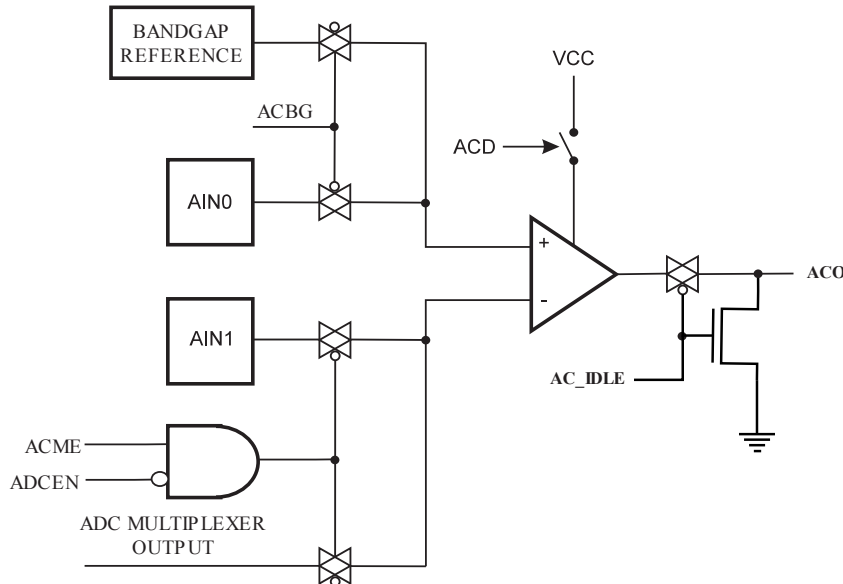 BANDGAP
REFERENCE
VCC
ACBG
ACD
AIN0
+
-
ACO
AIN1
AC_IDLE
ACME
ADCEN
ADC MULTIPLEXER
OUTPUT